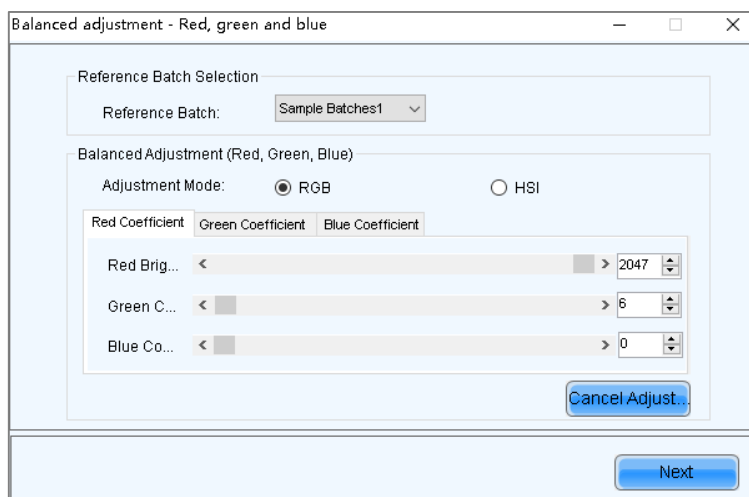 Balanced adjustment - Red, green and blue
Reference Batch Selection
Reference Batch: Sample Batches1
Balanced Adjustment (Red, Green, Blue)
Adjustment Mode: RGB HSI
Red Coefficient Green Coefficient Blue Coefficient
Red Brig... 2047
Green C... 6
Blue Co... 0
Cancel Adjust...
Next